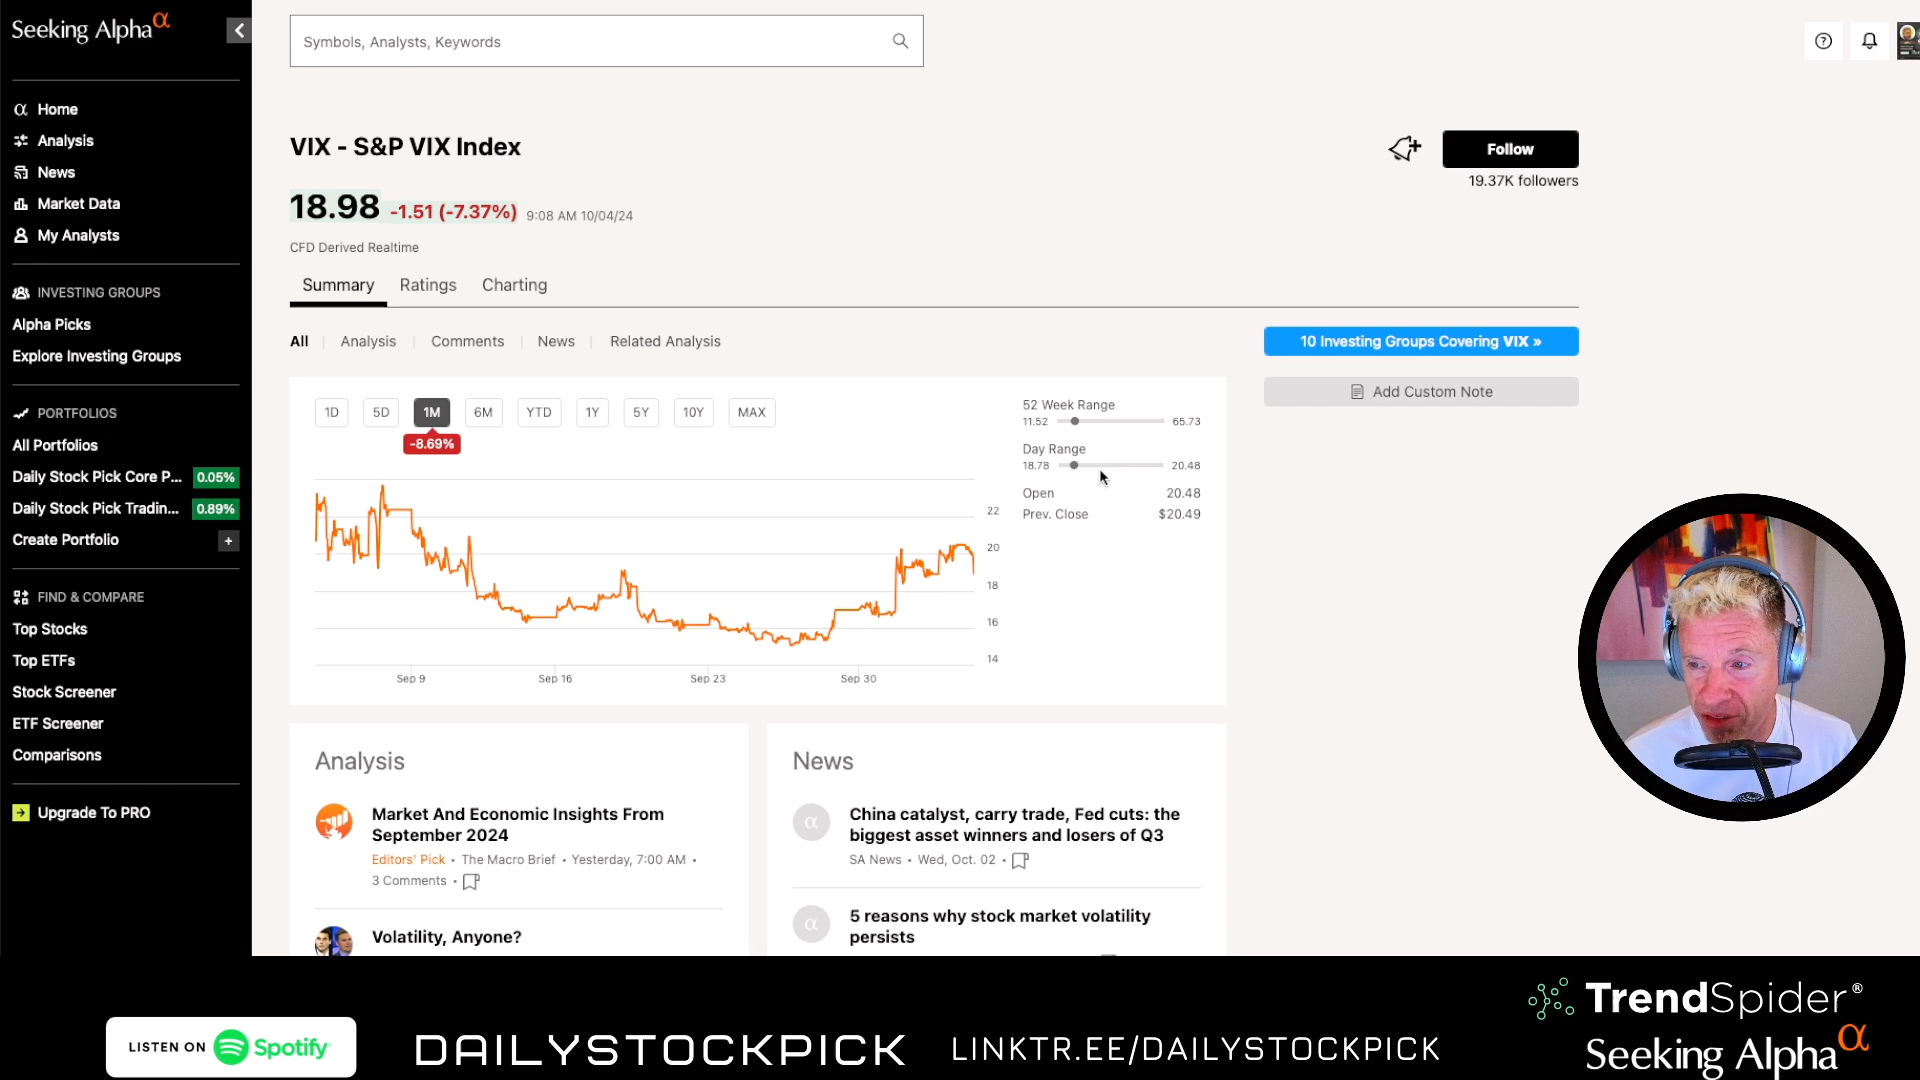 Seeking Alpha α
Symbols, Analysts, Keywords
Home
Analysis
News
Market Data
My Analysts
INVESTING GROUPS
Alpha Picks
Explore Investing Groups
PORTFOLIOS
All Portfolios
Daily Stock Pick Core P... 0.05%
Daily Stock Pick Tradin... 0.89%
Create Portfolio +
FIND & COMPARE
Top Stocks
Top ETFs
Stock Screener
ETF Screener
Comparisons
Upgrade To PRO
VIX - S&P VIX Index
Follow
19.37K followers
18.98 -1.51 (-7.37%) 9:08 AM 10/04/24
CFD Derived Realtime
Summary Ratings Charting
All Analysis Comments News Related Analysis
10 Investing Groups Covering VIX »
Add Custom Note
1D 5D 1M 6M YTD 1Y 5Y 10Y MAX
-8.69%
52 Week Range
11.52 65.73
Day Range
18.78 20.48
Open 20.48
Prev. Close $20.49
22
20
18
16
14
Sep 9 Sep 16 Sep 23 Sep 30
Analysis
Market And Economic Insights From
September 2024
Editors' Pick • The Macro Brief • Yesterday, 7:00 AM •
3 Comments •
Volatility, Anyone?
News
China catalyst, carry trade, Fed cuts: the
biggest asset winners and losers of Q3
SA News • Wed, Oct. 02 •
5 reasons why stock market volatility
persists
LISTEN ON Spotify
DAILYSTOCKPICK
LINKTR.EE/DAILYSTOCKPICK
TrendSpider®
Seeking Alpha α